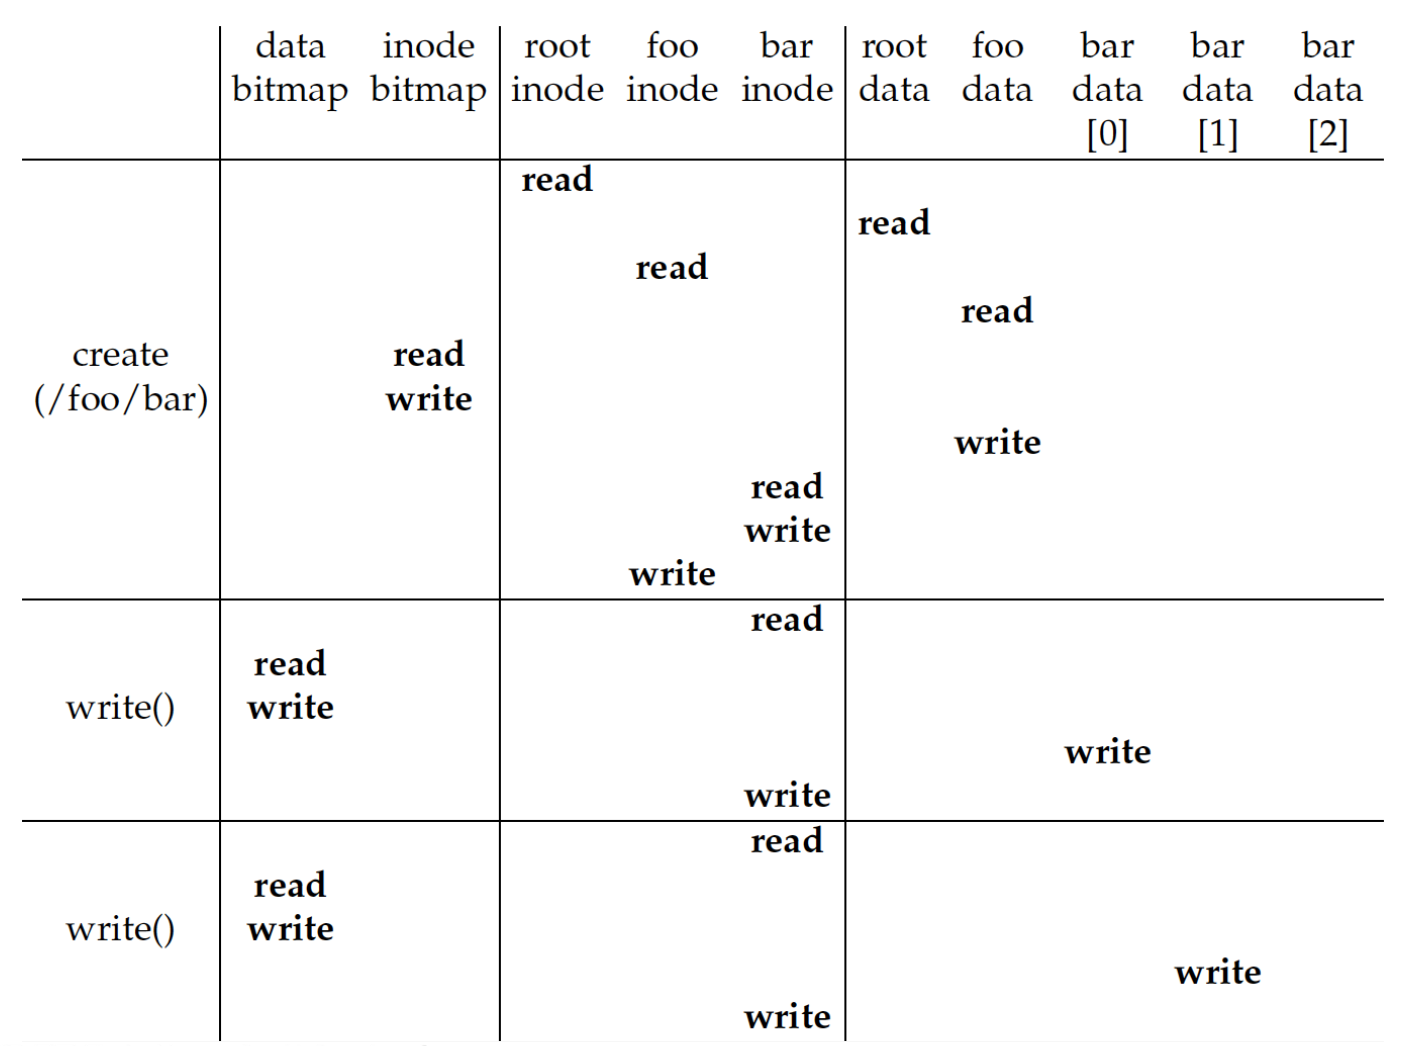 data inode root foo bar root foo bar bar bar
bitmap bitmap inode inode inode data data data data data
[0] [1] [2]
read
read
read
read
create read
(/foo/bar) write
write
read
write
write
read
read
write() write
write
write
read
read
write() write
write
write